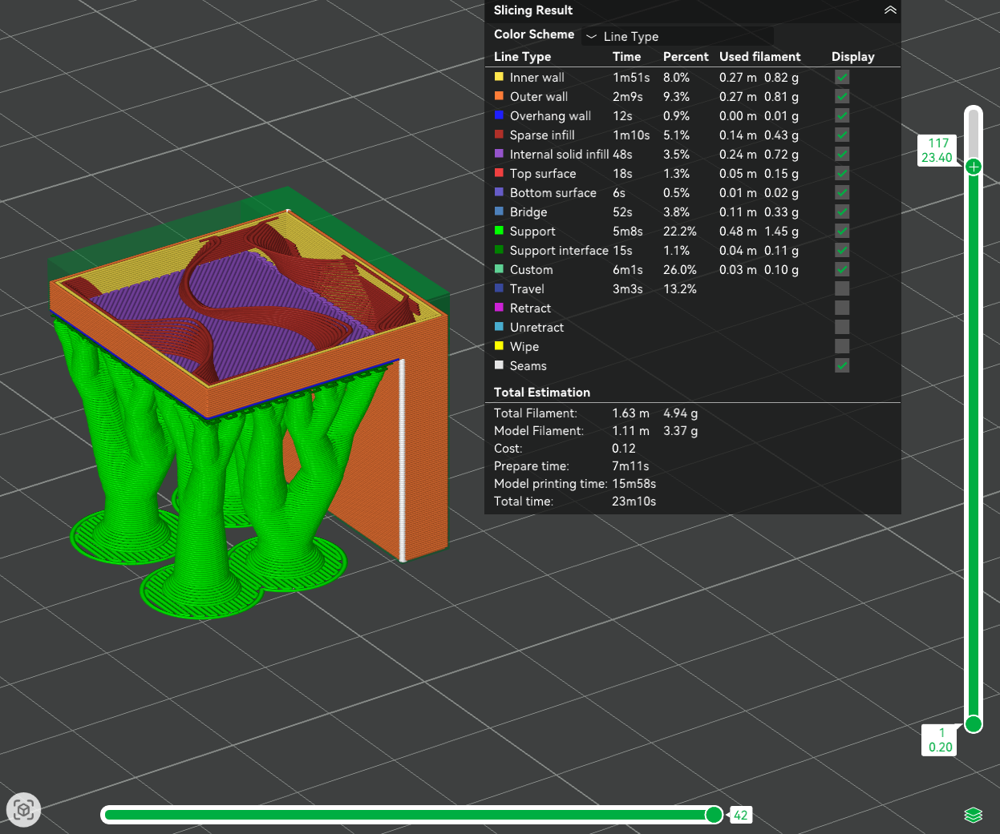 Slicing Result
Color Scheme Line Type
Line Type Time Percent Used filament Display
Inner wall 1m51s 8.0% 0.27 m 0.82 g
Outer wall 2m9s 9.3% 0.27 m 0.81 g
Overhang wall 12s 0.9% 0.00 m 0.01 g
Sparse infill 1m10s 5.1% 0.14 m 0.43 g
Internal solid infill 48s 3.5% 0.24 m 0.72 g
Top surface 18s 1.3% 0.05 m 0.15 g
Bottom surface 6s 0.5% 0.01 m 0.02 g
Bridge 52s 3.8% 0.11 m 0.33 g
Support 5m8s 22.2% 0.48 m 1.45 g
Support interface 15s 1.1% 0.04 m 0.11 g
Custom 6m1s 26.0% 0.03 m 0.10 g
Travel 3m3s 13.2%
Retract
Unretract
Wipe
Seams
Total Estimation
Total Filament: 1.63 m 4.94 g
Model Filament: 1.11 m 3.37 g
Cost: 0.12
Prepare time: 7m11s
Model printing time: 15m58s
Total time: 23m10s
117
23.40
1
0.20
42